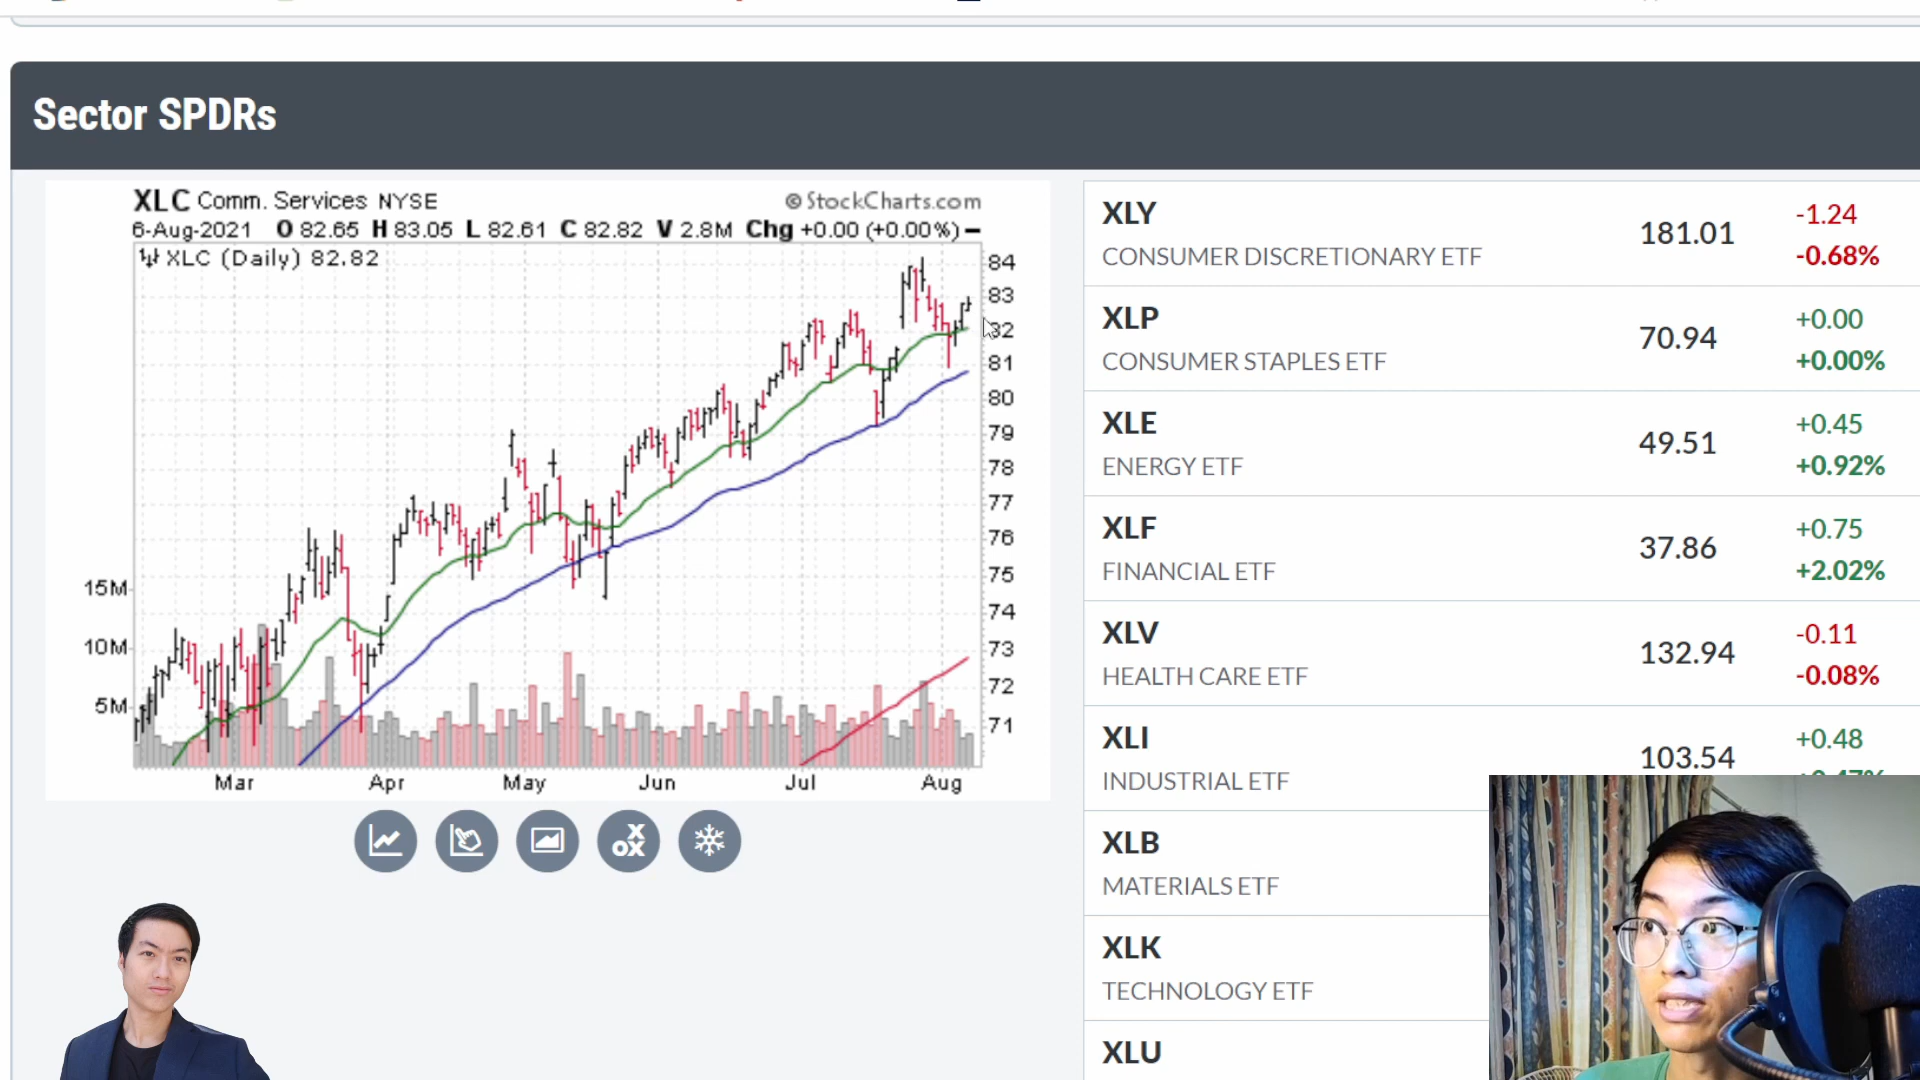 Sector SPDRs
XLC Comm. Services NYSE
© StockCharts.com
6-Aug-2021 O 82.65 H 83.05 L 82.61 C 82.82 V 2.8M Chg +0.00 (+0.00%)
XLC (Daily) 82.82
84
83
82
81
80
79
78
77
76
75
74
73
72
71
15M
10M
5M
Mar Apr May Jun Jul Aug
X
OX
XLY
CONSUMER DISCRETIONARY ETF
181.01
-1.24
-0.68%
XLP
CONSUMER STAPLES ETF
70.94
+0.00
+0.00%
XLE
ENERGY ETF
49.51
+0.45
+0.92%
XLF
FINANCIAL ETF
37.86
+0.75
+2.02%
XLV
HEALTH CARE ETF
132.94
-0.11
-0.08%
XLI
INDUSTRIAL ETF
103.54
+0.48
XLB
MATERIALS ETF
XLK
TECHNOLOGY ETF
XLU